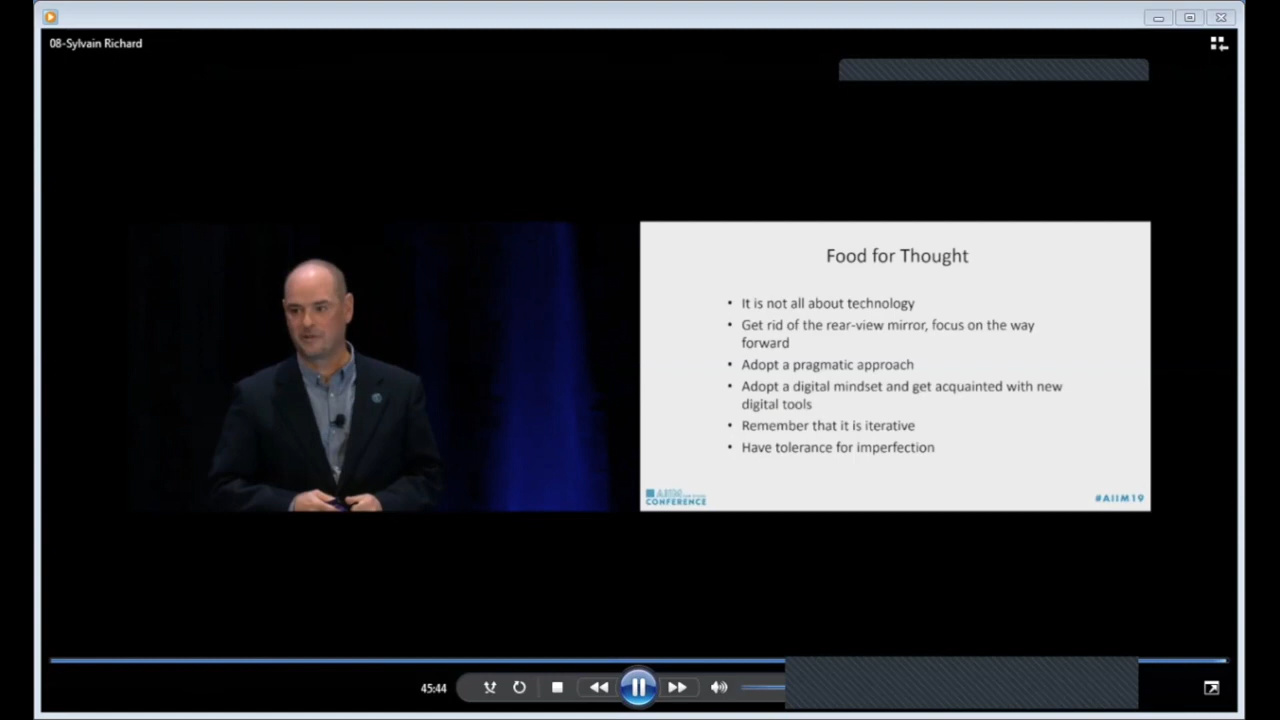 08-Sylvain Richard
Food for Thought
• It is not all about technology
• Get rid of the rear-view mirror, focus on the way
forward
• Adopt a pragmatic approach
• Adopt a digital mindset and get acquainted with new
digital tools
• Remember that it is iterative
• Have tolerance for imperfection
AIIM
CONFERENCE
#AIIM19
45:44